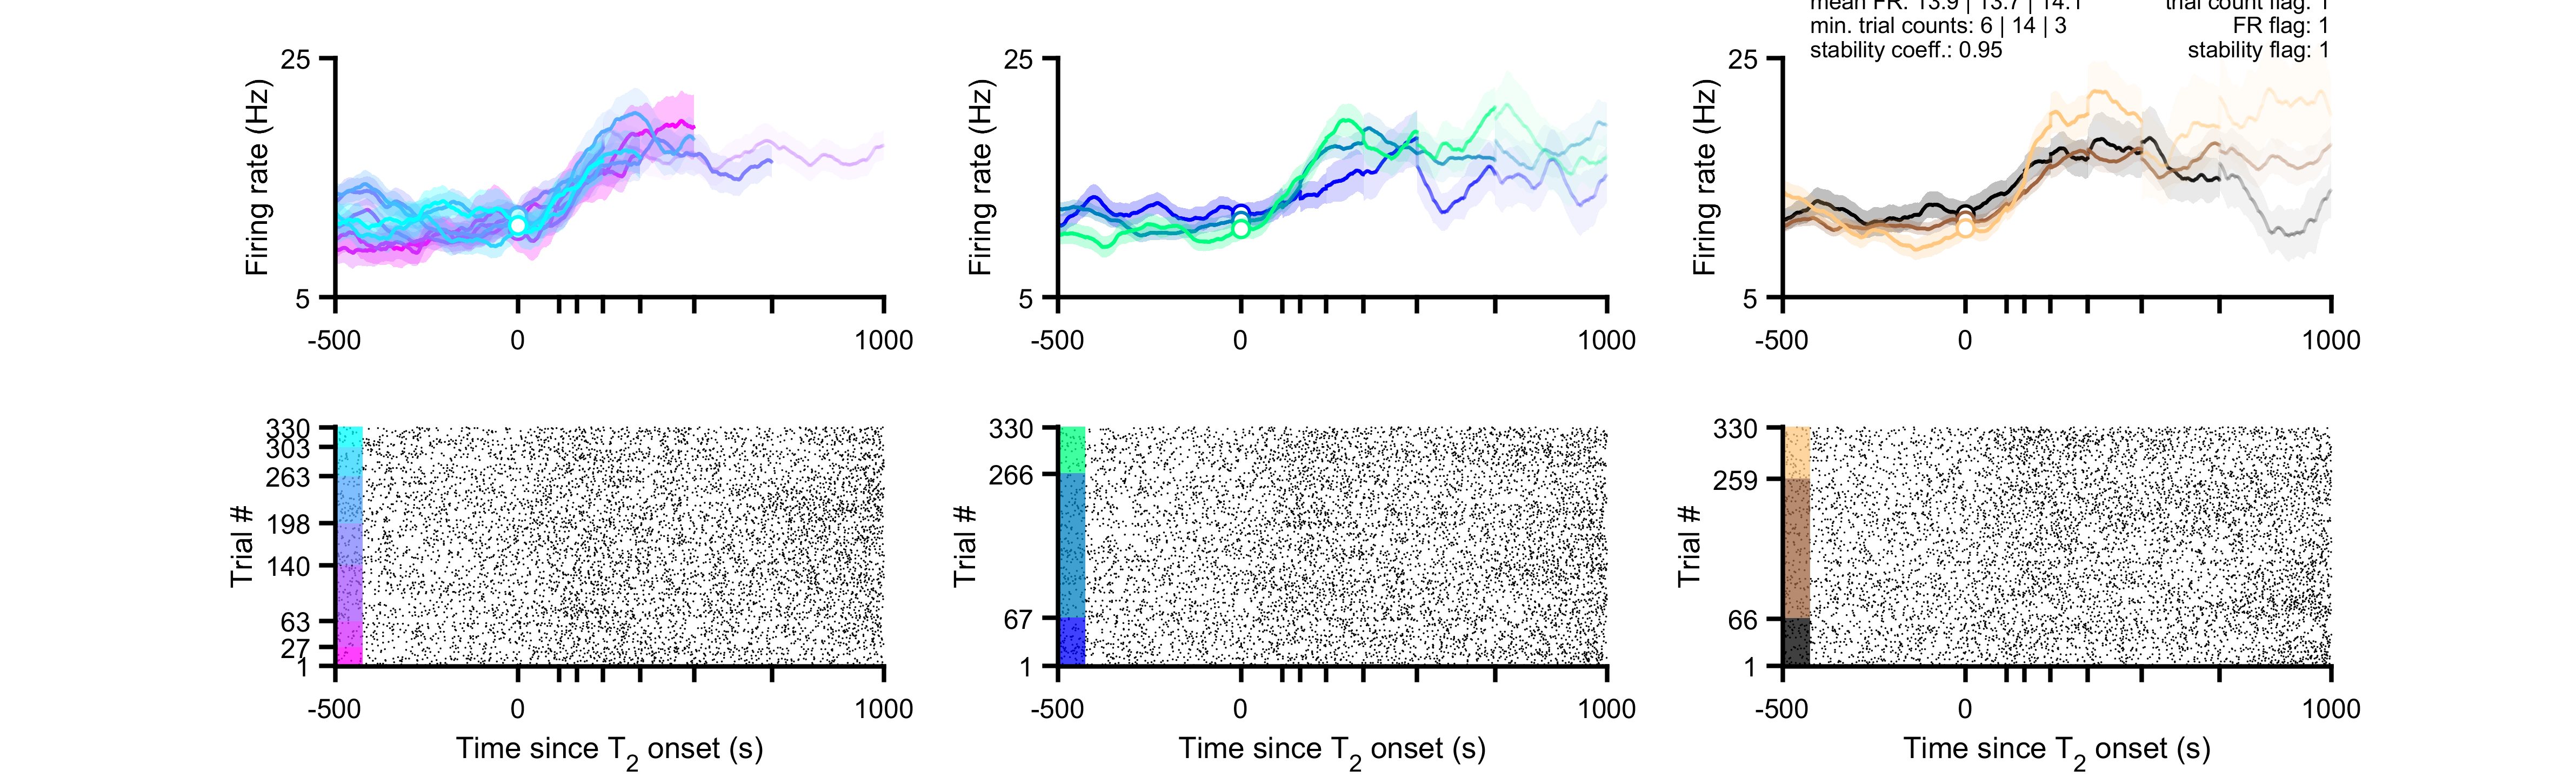 mean FR: 13.9 | 13.7 | 14.1
trial count flag: 1
min. trial counts: 6 | 14 | 3
FR flag: 1
stability coeff.: 0.95
stability flag: 1
25
Firing rate (Hz)
5
-500 0 1000
25
Firing rate (Hz)
5
-500 0 1000
25
Firing rate (Hz)
5
-500 0 1000
330
303
263
198
140
63
27
1
Trial #
-500 0 1000
Time since T2 onset (s)
330
266
67
1
Trial #
-500 0 1000
Time since T2 onset (s)
330
259
66
1
Trial #
-500 0 1000
Time since T2 onset (s)